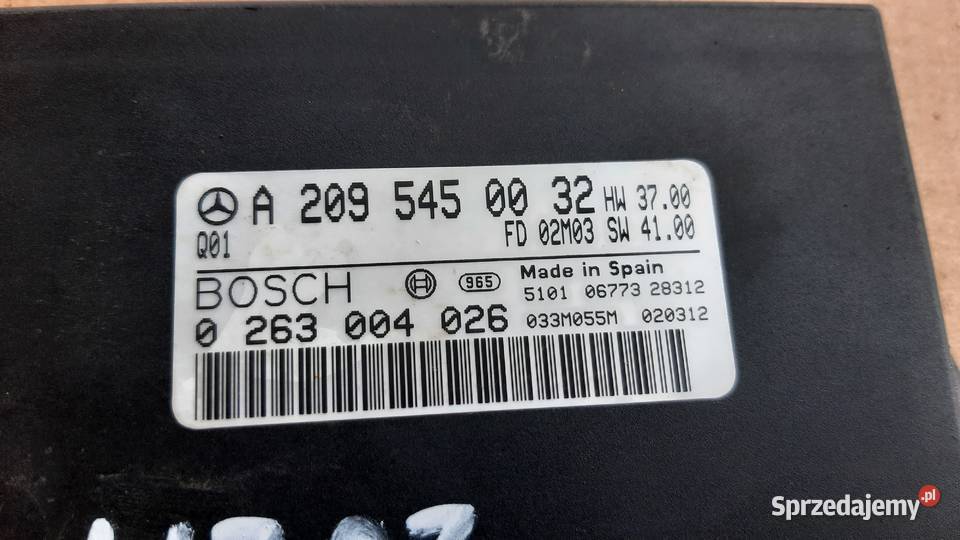 A 209 545 00 32 HW 37.00
Q01 FD 02M03 SW 41.00
BOSCH 965 Made in Spain
5101 06773 28312
0 263 004 026 033M055M 020312
Sprzedajemy.pl